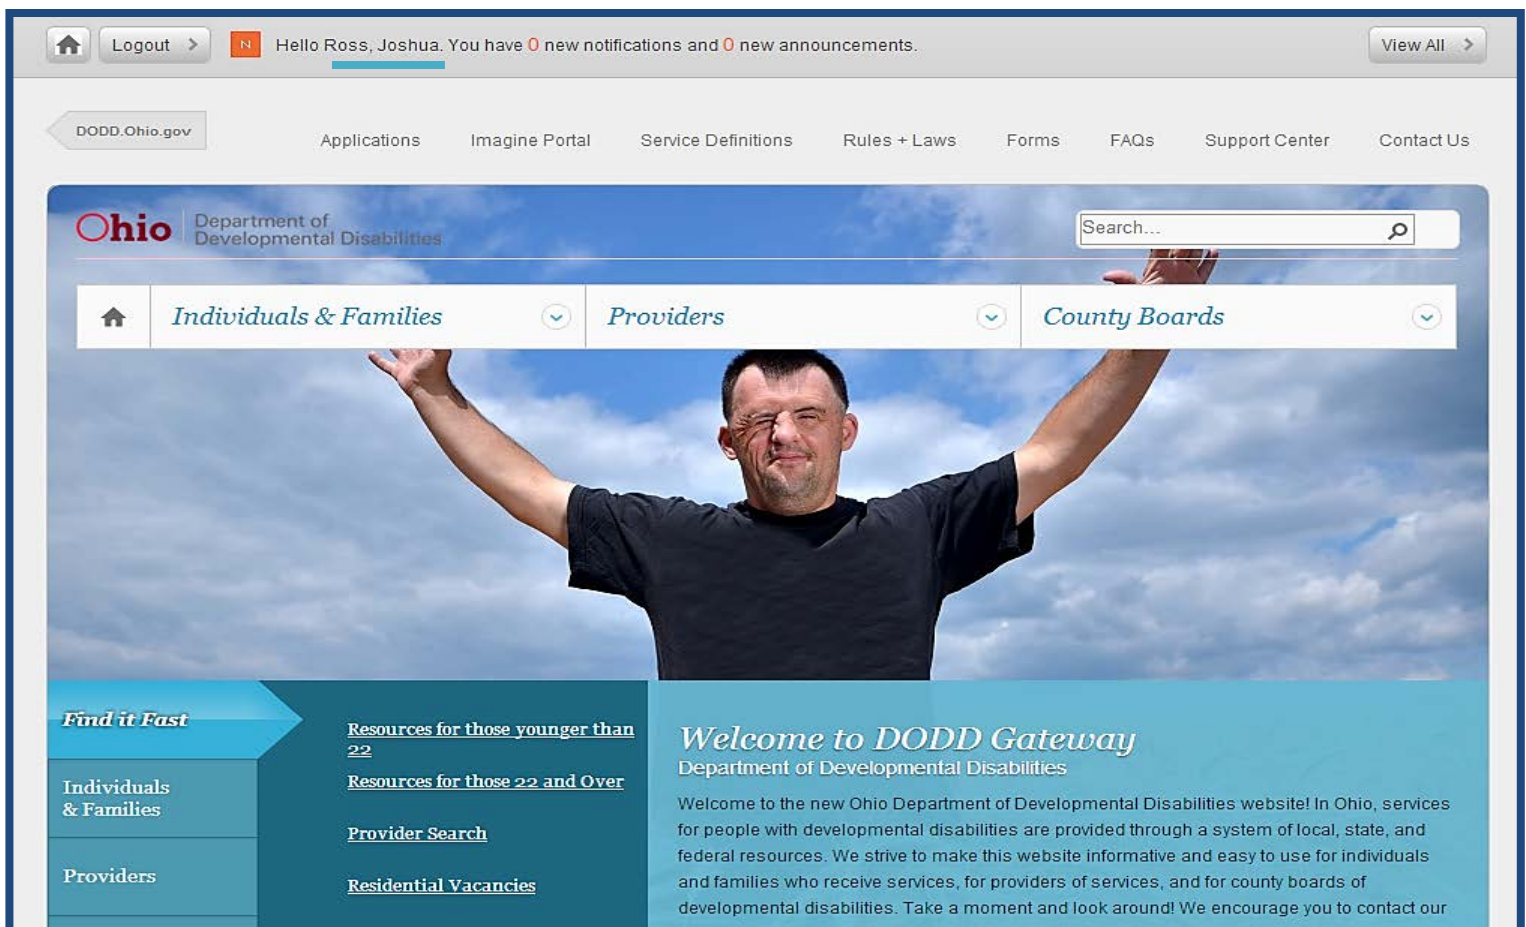 Logout
N
Hello Ross, Joshua. You have 0 new notifications and 0 new announcements.
View All
DODD.Ohio.gov
Applications
Imagine Portal
Service Definitions
Rules + Laws
Forms
FAQs
Support Center
Contact Us
Ohio
Department of
Developmental Disabilities
Search...
Individuals & Families
Providers
County Boards
Find it Fast
Individuals
& Families
Providers
Resources for those younger than
22
Resources for those 22 and Over
Provider Search
Residential Vacancies
Welcome to DODD Gateway
Department of Developmental Disabilities
Welcome to the new Ohio Department of Developmental Disabilities website! In Ohio, services
for people with developmental disabilities are provided through a system of local, state, and
federal resources. We strive to make this website informative and easy to use for individuals
and families who receive services, for providers of services, and for county boards of
developmental disabilities. Take a moment and look around! We encourage you to contact our